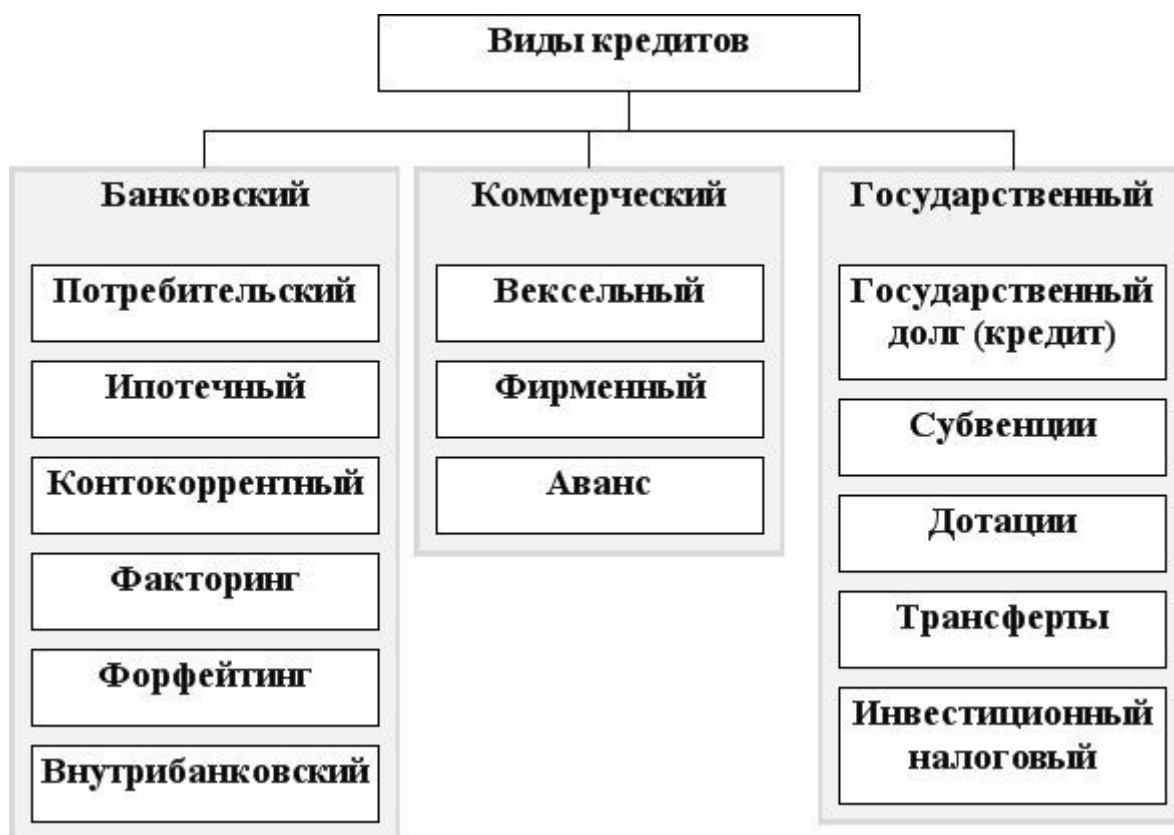 Виды кредитов
Банковский
Потребительский
Ипотечный
Контокоррентный
Факторинг
Форфейтинг
Внутрибанковский
Коммерческий
Вексельный
Фирменный
Аванс
Государственный
Государственный
долг (кредит)
Субвенции
Дотации
Трансферты
Инвестиционный
налоговый